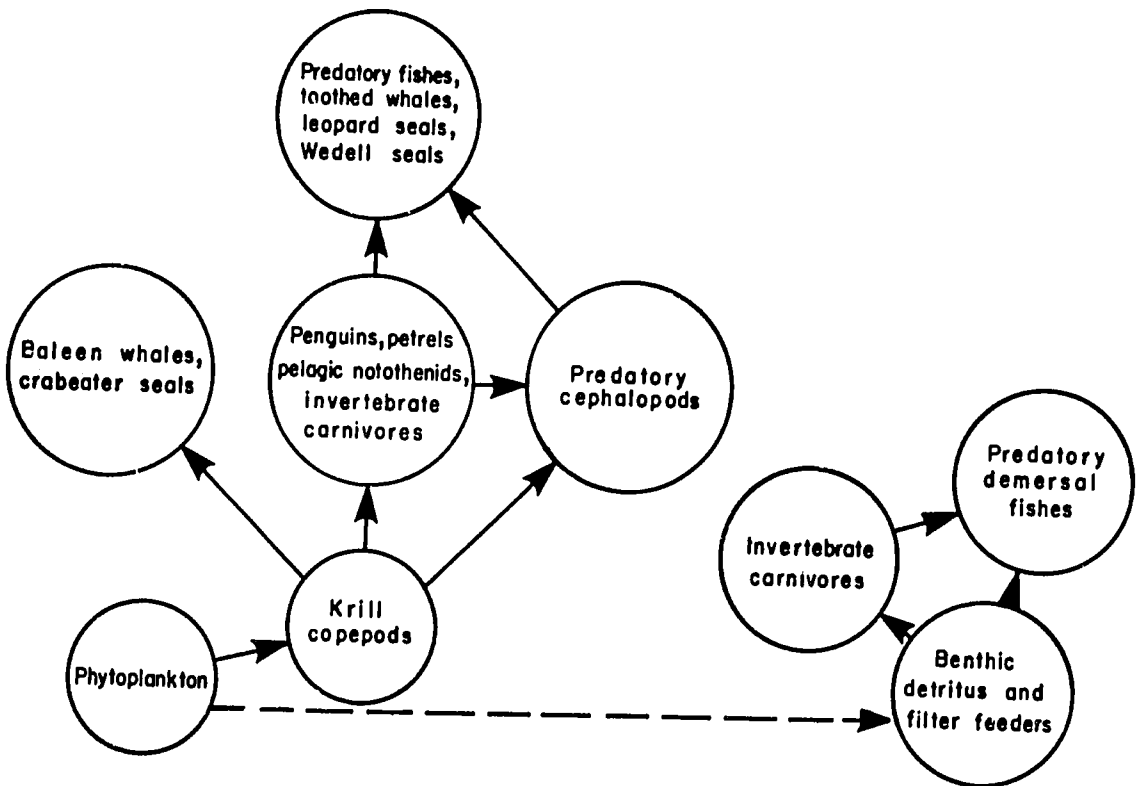 Predatory fishes,
toothed whales,
leopard seals,
Wedell seals
Baleen whales,
crabeater seals
Penguins, petrels
pelagic notothenids,
invertebrate
carnivores
Predatory
cephalopods
Predatory
demersal
fishes
Invertebrate
carnivores
Krill
copepods
Phytoplankton
Benthic
detritus and
filter feeders